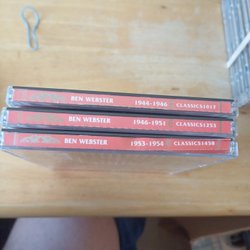 BEN WEBSTER 1944-1946 CLASSICS1017
BEN WEBSTER 1946-1951 CLASSICS1253
BEN WEBSTER 1953-1954 CLASSICS1458